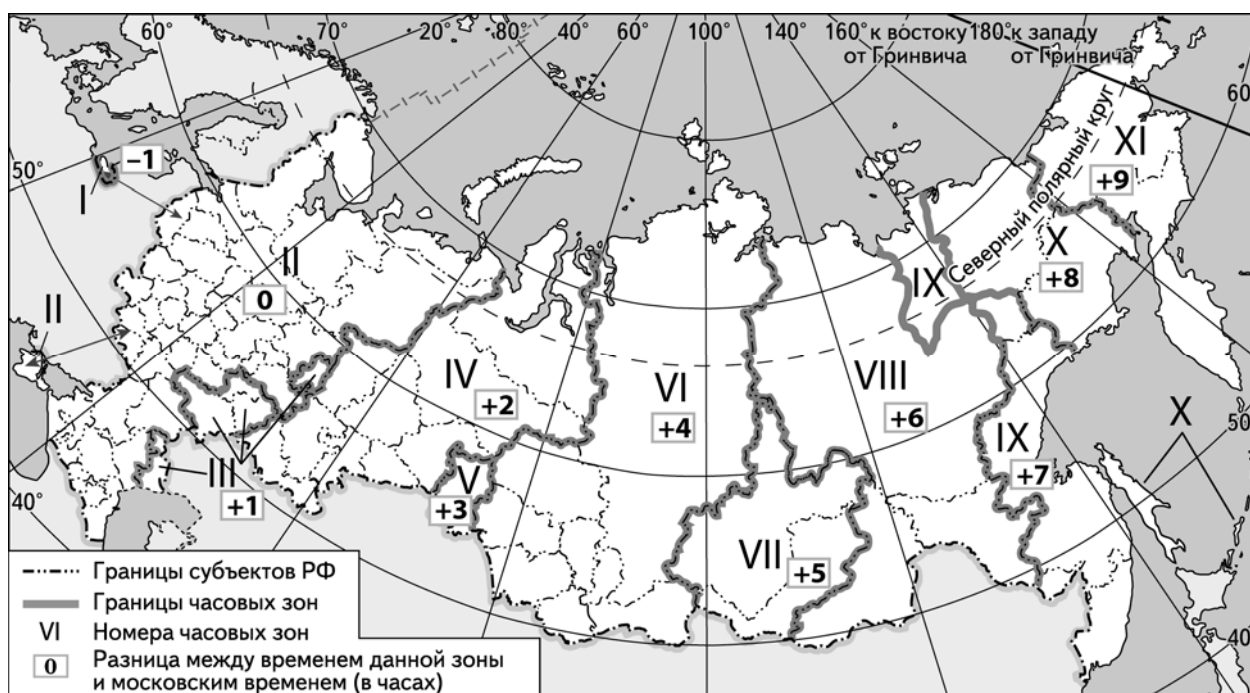 60°
70°
20°
80°
60°
40°
100°
140°
160° к востоку
от Гринвича
180° к западу
от Гринвича
60°
50°
–1
I
II
0
II
III
+1
IV
+2
V
+3
VI
+4
VII
+5
VIII
+6
IX
IX
+7
X
+8
XI
+9
X
Северный полярный круг
40°
50°
40°
Границы субъектов РФ
Границы часовых зон
VI Номера часовых зон
0 Разница между временем данной зоны
и московским временем (в часах)